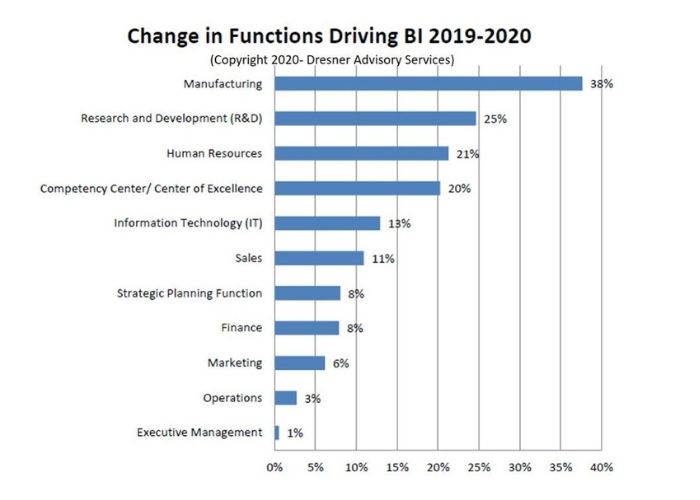 Change in Functions Driving BI 2019-2020
(Copyright 2020- Dresner Advisory Services)
Manufacturing 38%
Research and Development (R&D) 25%
Human Resources 21%
Competency Center/ Center of Excellence 20%
Information Technology (IT) 13%
Sales 11%
Strategic Planning Function 8%
Finance 8%
Marketing 6%
Operations 3%
Executive Management 1%
0% 5% 10% 15% 20% 25% 30% 35% 40%